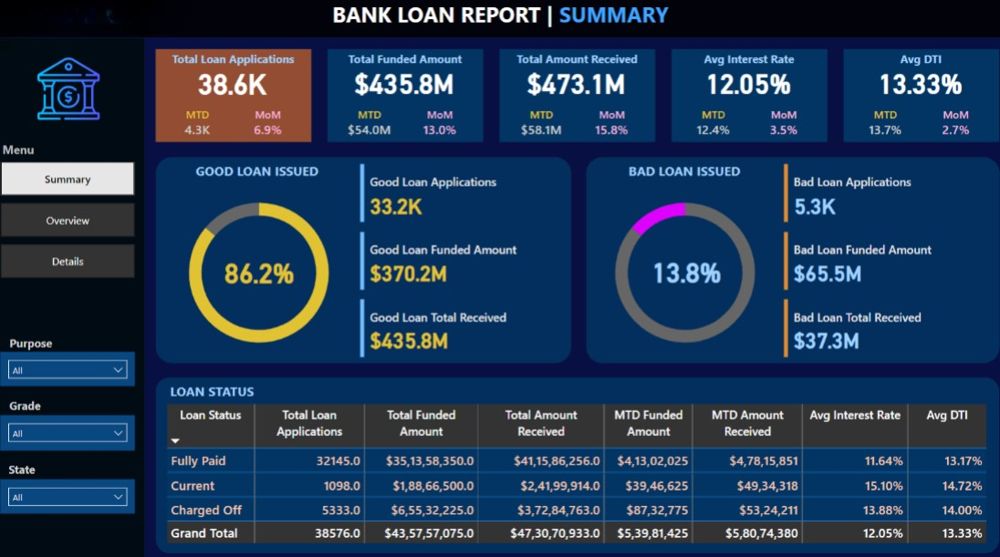 BANK LOAN REPORT | SUMMARY
Menu
Summary
Overview
Details
Purpose
All
Grade
All
State
All
Total Loan Applications
38.6K
MTD MoM
4.3K 6.9%
Total Funded Amount
$435.8M
MTD MoM
$54.0M 13.0%
Total Amount Received
$473.1M
MTD MoM
$58.1M 15.8%
Avg Interest Rate
12.05%
MTD MoM
12.4% 3.5%
Avg DTI
13.33%
MTD MoM
13.7% 2.7%
GOOD LOAN ISSUED
86.2%
Good Loan Applications
33.2K
Good Loan Funded Amount
$370.2M
Good Loan Total Received
$435.8M
BAD LOAN ISSUED
13.8%
Bad Loan Applications
5.3K
Bad Loan Funded Amount
$65.5M
Bad Loan Total Received
$37.3M
LOAN STATUS
Loan Status Total Loan Applications Total Funded Amount Total Amount Received MTD Funded Amount MTD Amount Received Avg Interest Rate Avg DTI
Fully Paid 32145.0 $35,13,58,350.0 $41,15,86,256.0 $4,13,02,025 $4,78,15,851 11.64% 13.17%
Current 1098.0 $1,88,66,500.0 $2,41,99,914.0 $39,46,625 $49,34,318 15.10% 14.72%
Charged Off 5333.0 $6,55,32,225.0 $3,72,84,763.0 $87,32,775 $53,24,211 13.88% 14.00%
Grand Total 38576.0 $43,57,57,075.0 $47,30,70,933.0 $5,39,81,425 $5,80,74,380 12.05% 13.33%